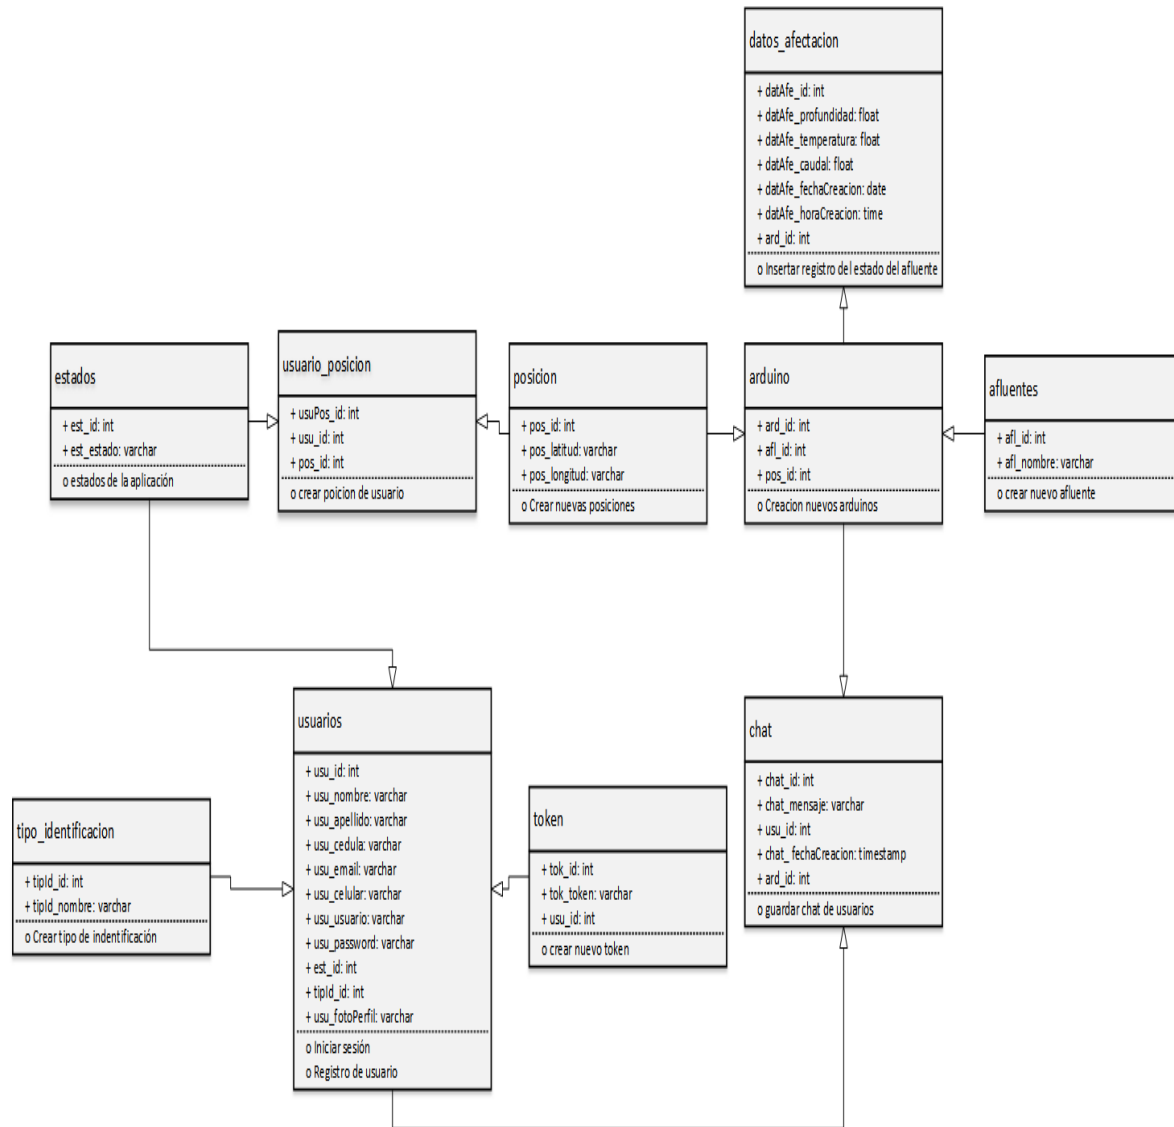 datos_afectacion
+ datAfe_id: int
+ datAfe_profundidad: float
+ datAfe_temperatura: float
+ datAfe_caudal: float
+ datAfe_fechaCreacion: date
+ datAfe_horaCreacion: time
+ ard_id: int
o Insertar registro del estado del afluente
estados
+ est_id: int
+ est_estado: varchar
o estados de la aplicación
usuario_posicion
+ usuPos_id: int
+ usu_id: int
+ pos_id: int
o crear poicion de usuario
posicion
+ pos_id: int
+ pos_latitud: varchar
+ pos_longitud: varchar
o Crear nuevas posiciones
arduino
+ ard_id: int
+ afl_id: int
+ pos_id: int
o Creacion nuevos arduinos
afluentes
+ afl_id: int
+ afl_nombre: varchar
o crear nuevo afluente
tipo_identificacion
+ tipId_id: int
+ tipId_nombre: varchar
o Crear tipo de indentificación
usuarios
+ usu_id: int
+ usu_nombre: varchar
+ usu_apellido: varchar
+ usu_cedula: varchar
+ usu_email: varchar
+ usu_celular: varchar
+ usu_usuario: varchar
+ usu_password: varchar
+ est_id: int
+ tipId_id: int
+ usu_fotoPerfil: varchar
o Iniciar sesión
o Registro de usuario
token
+ tok_id: int
+ tok_token: varchar
+ usu_id: int
o crear nuevo token
chat
+ chat_id: int
+ chat_mensaje: varchar
+ usu_id: int
+ chat_fechaCreacion: timestamp
+ ard_id: int
o guardar chat de usuarios